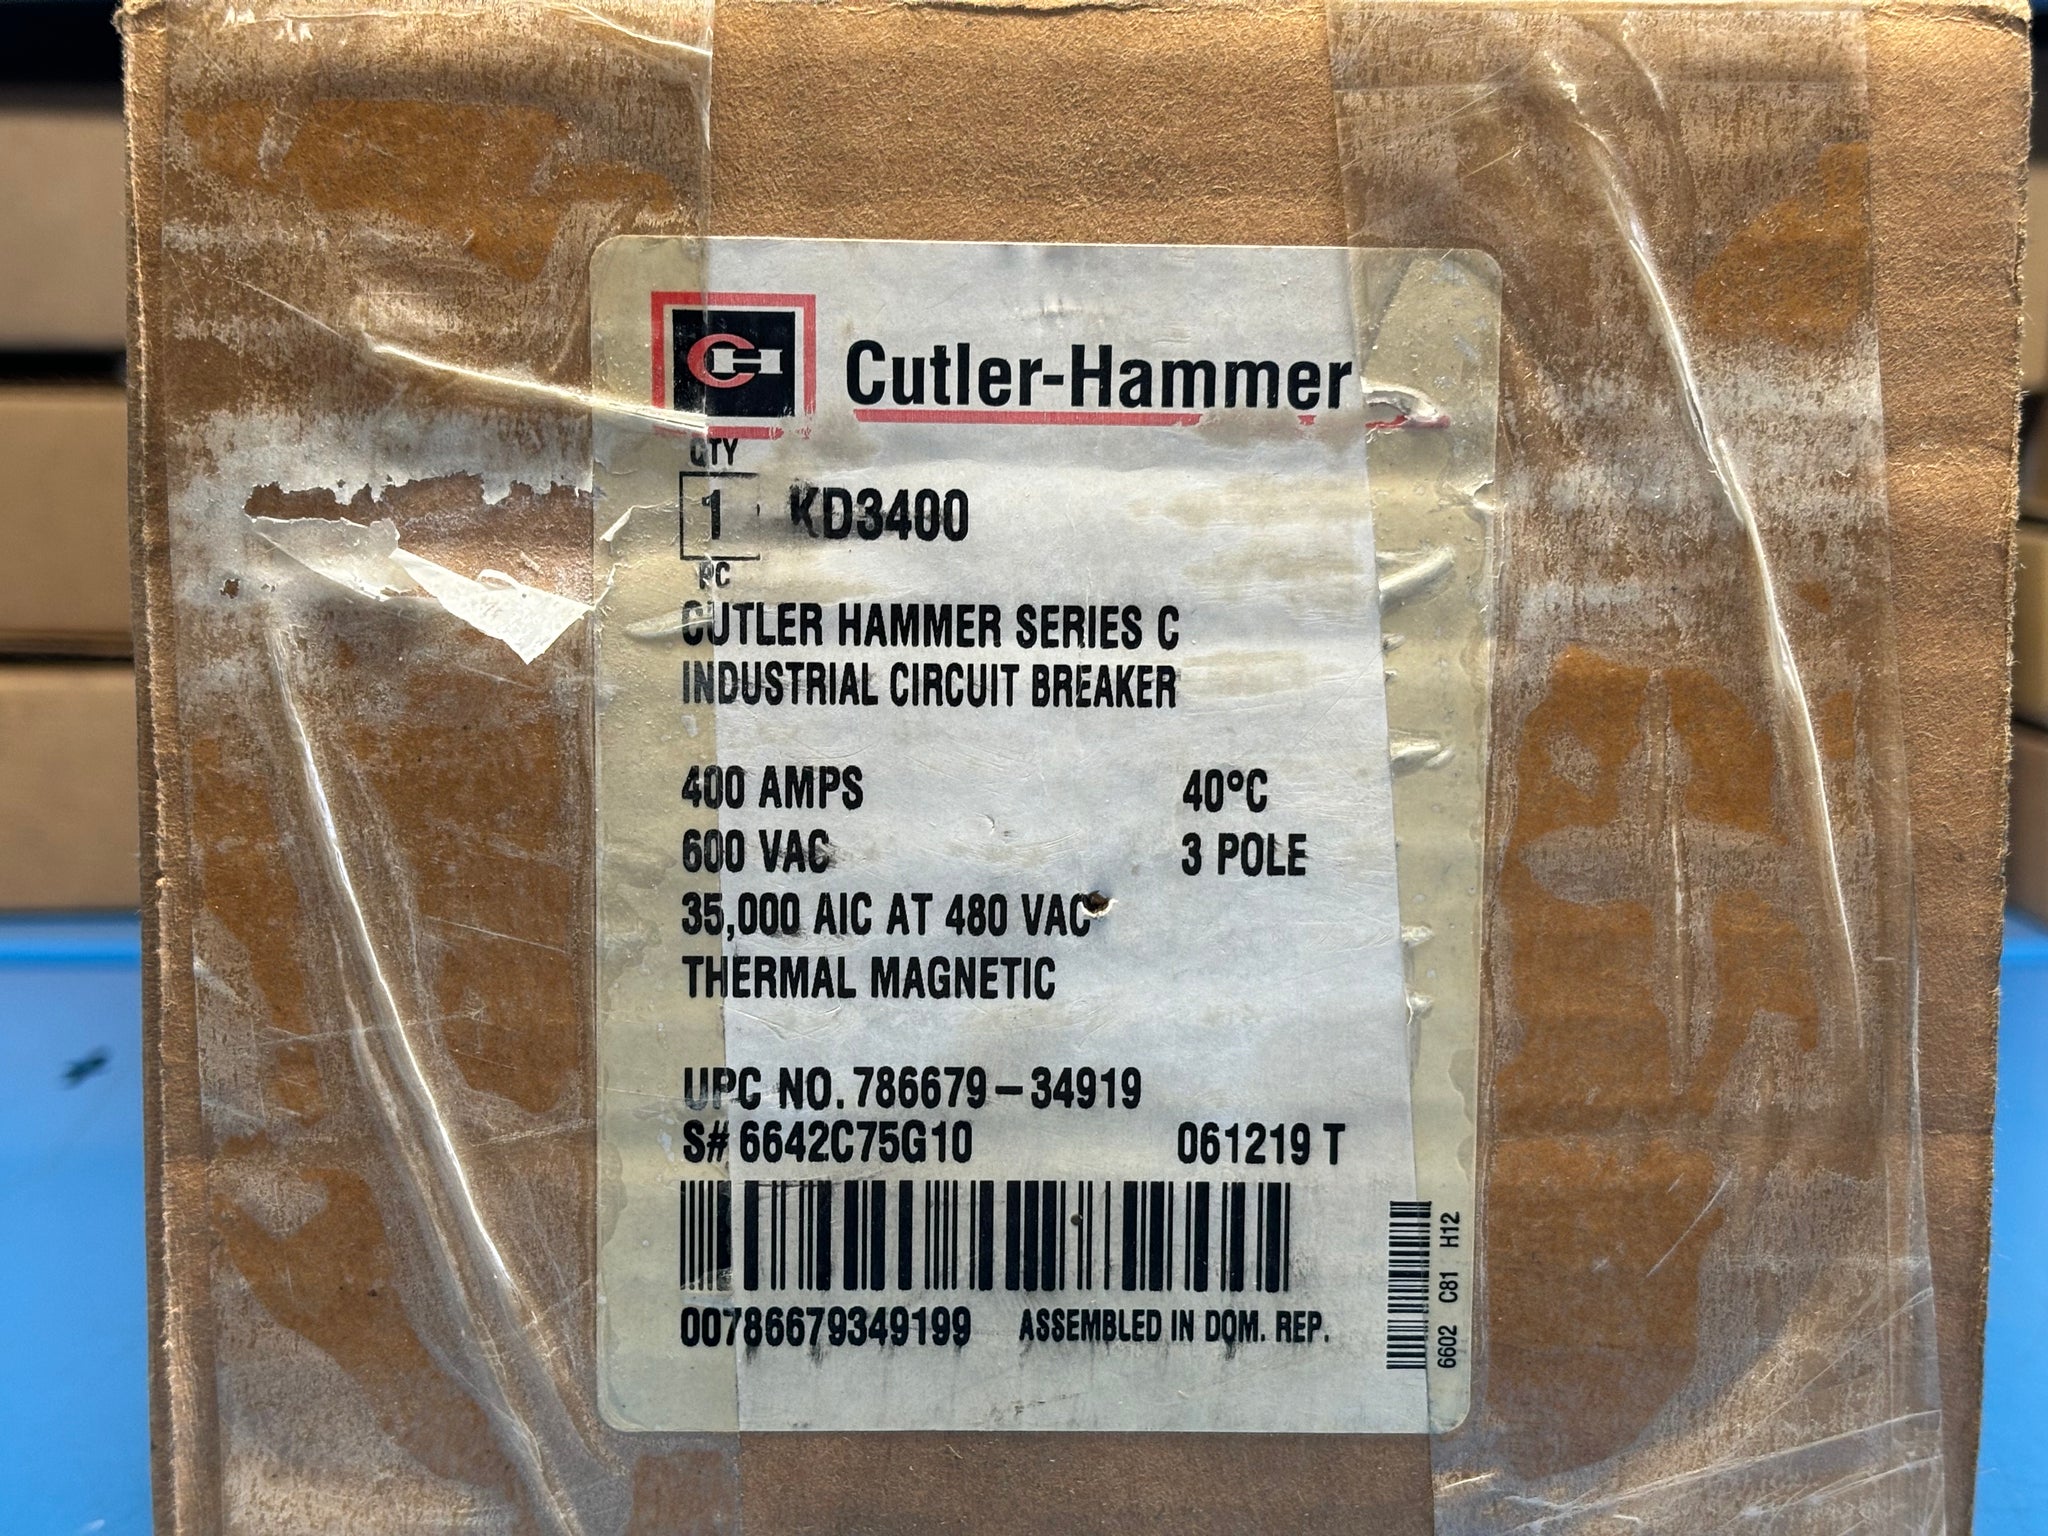 CH Cutler-Hammer
QTY
1 KD3400
PC
CUTLER HAMMER SERIES C
INDUSTRIAL CIRCUIT BREAKER
400 AMPS 40°C
600 VAC 3 POLE
35,000 AIC AT 480 VAC
THERMAL MAGNETIC
UPC NO. 786679-34919
S# 6642C75G10 061219 T
00786679349199 ASSEMBLED IN DOM. REP.
6602 C81 H12